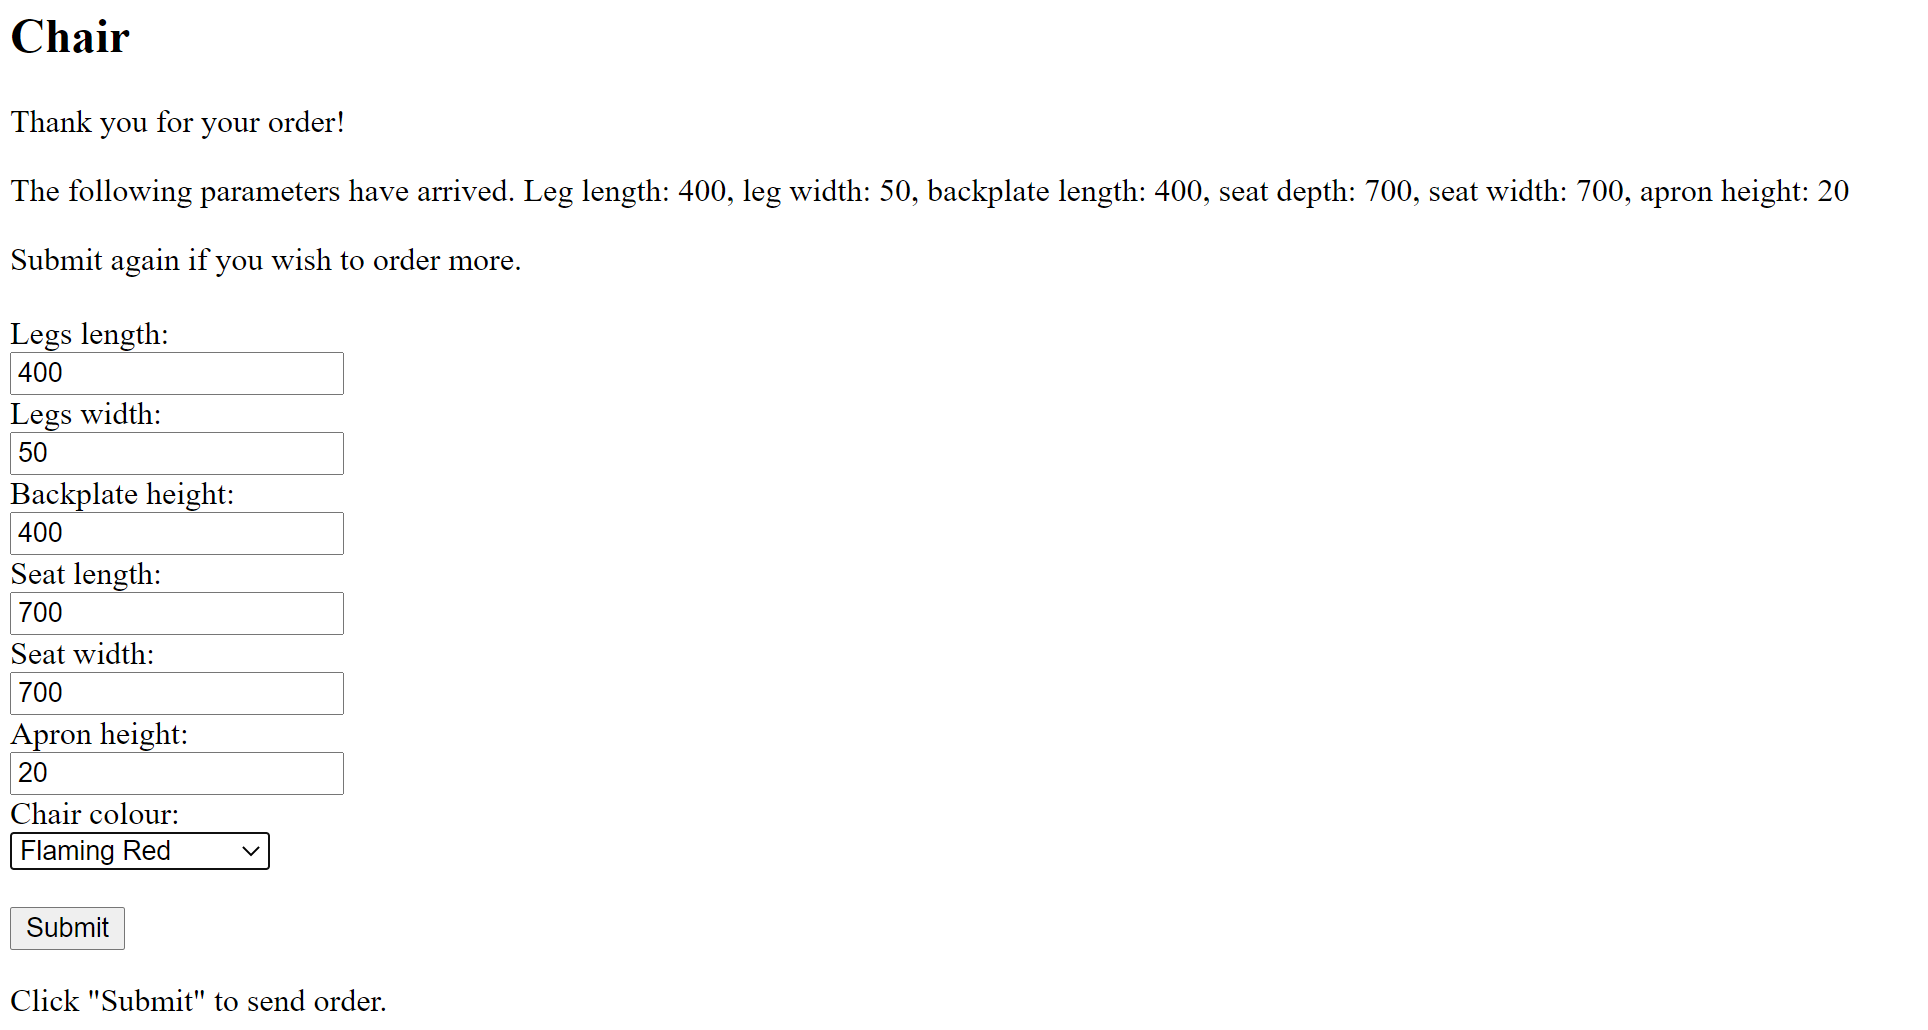 Chair
Thank you for your order!
The following parameters have arrived. Leg length: 400, leg width: 50, backplate length: 400, seat depth: 700, seat width: 700, apron height: 20
Submit again if you wish to order more.
Legs length:
400
Legs width:
50
Backplate height:
400
Seat length:
700
Seat width:
700
Apron height:
20
Chair colour:
Flaming Red
Submit
Click "Submit" to send order.